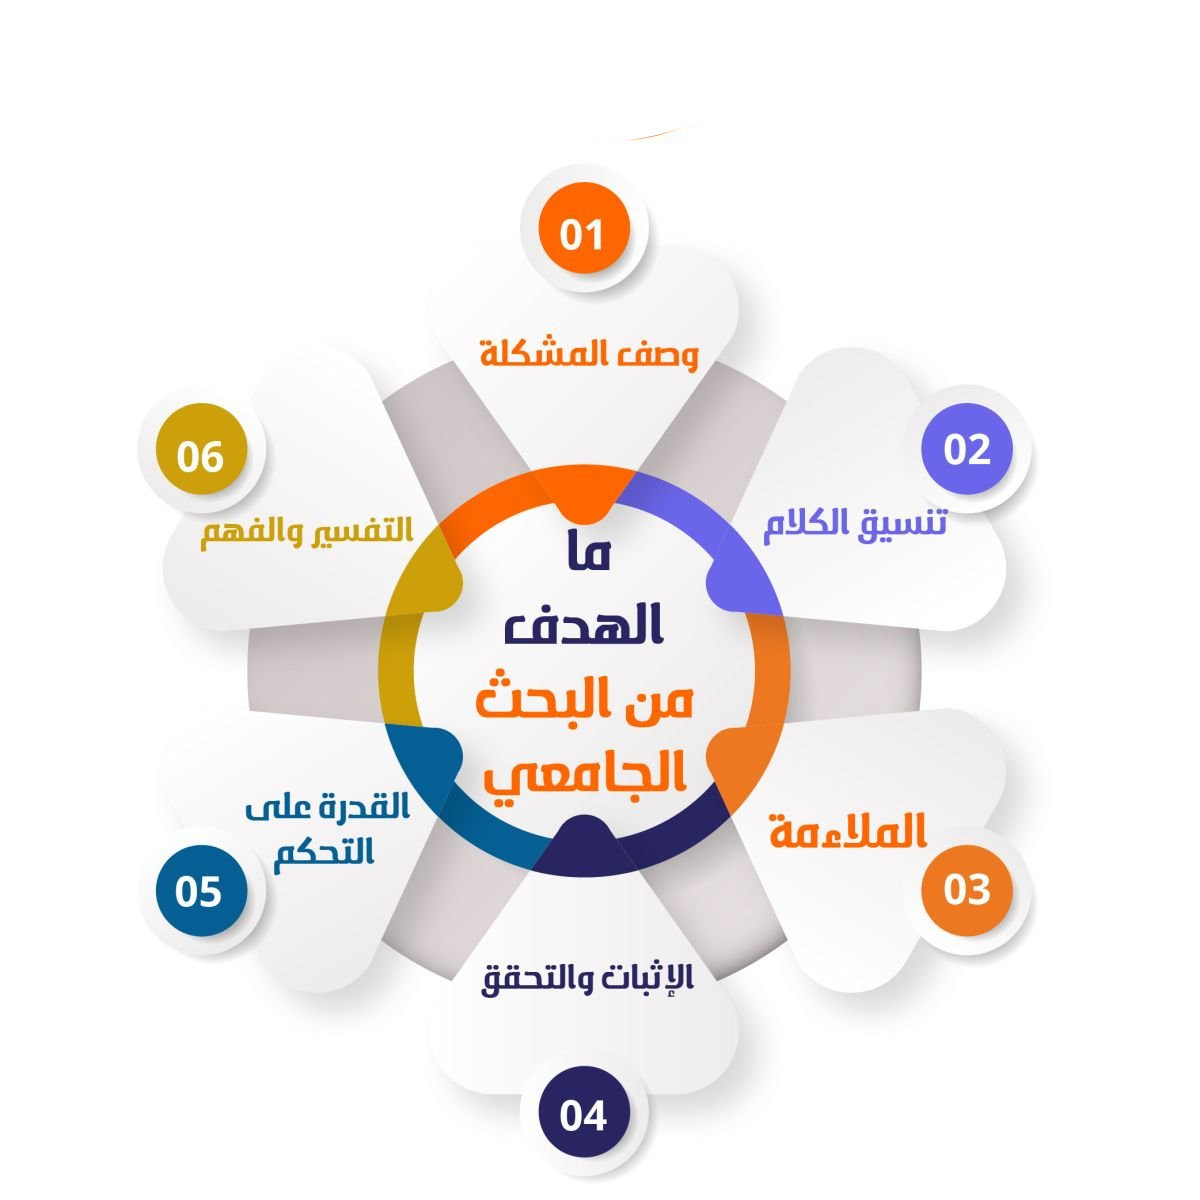 ما
الهدف
من البحث
الجامعي
01
وصف المشكلة
02
تنسيق الكلام
03
الملاءمة
04
الإثبات والتحقق
05
القدرة على
التحكم
06
التفسير والفهم